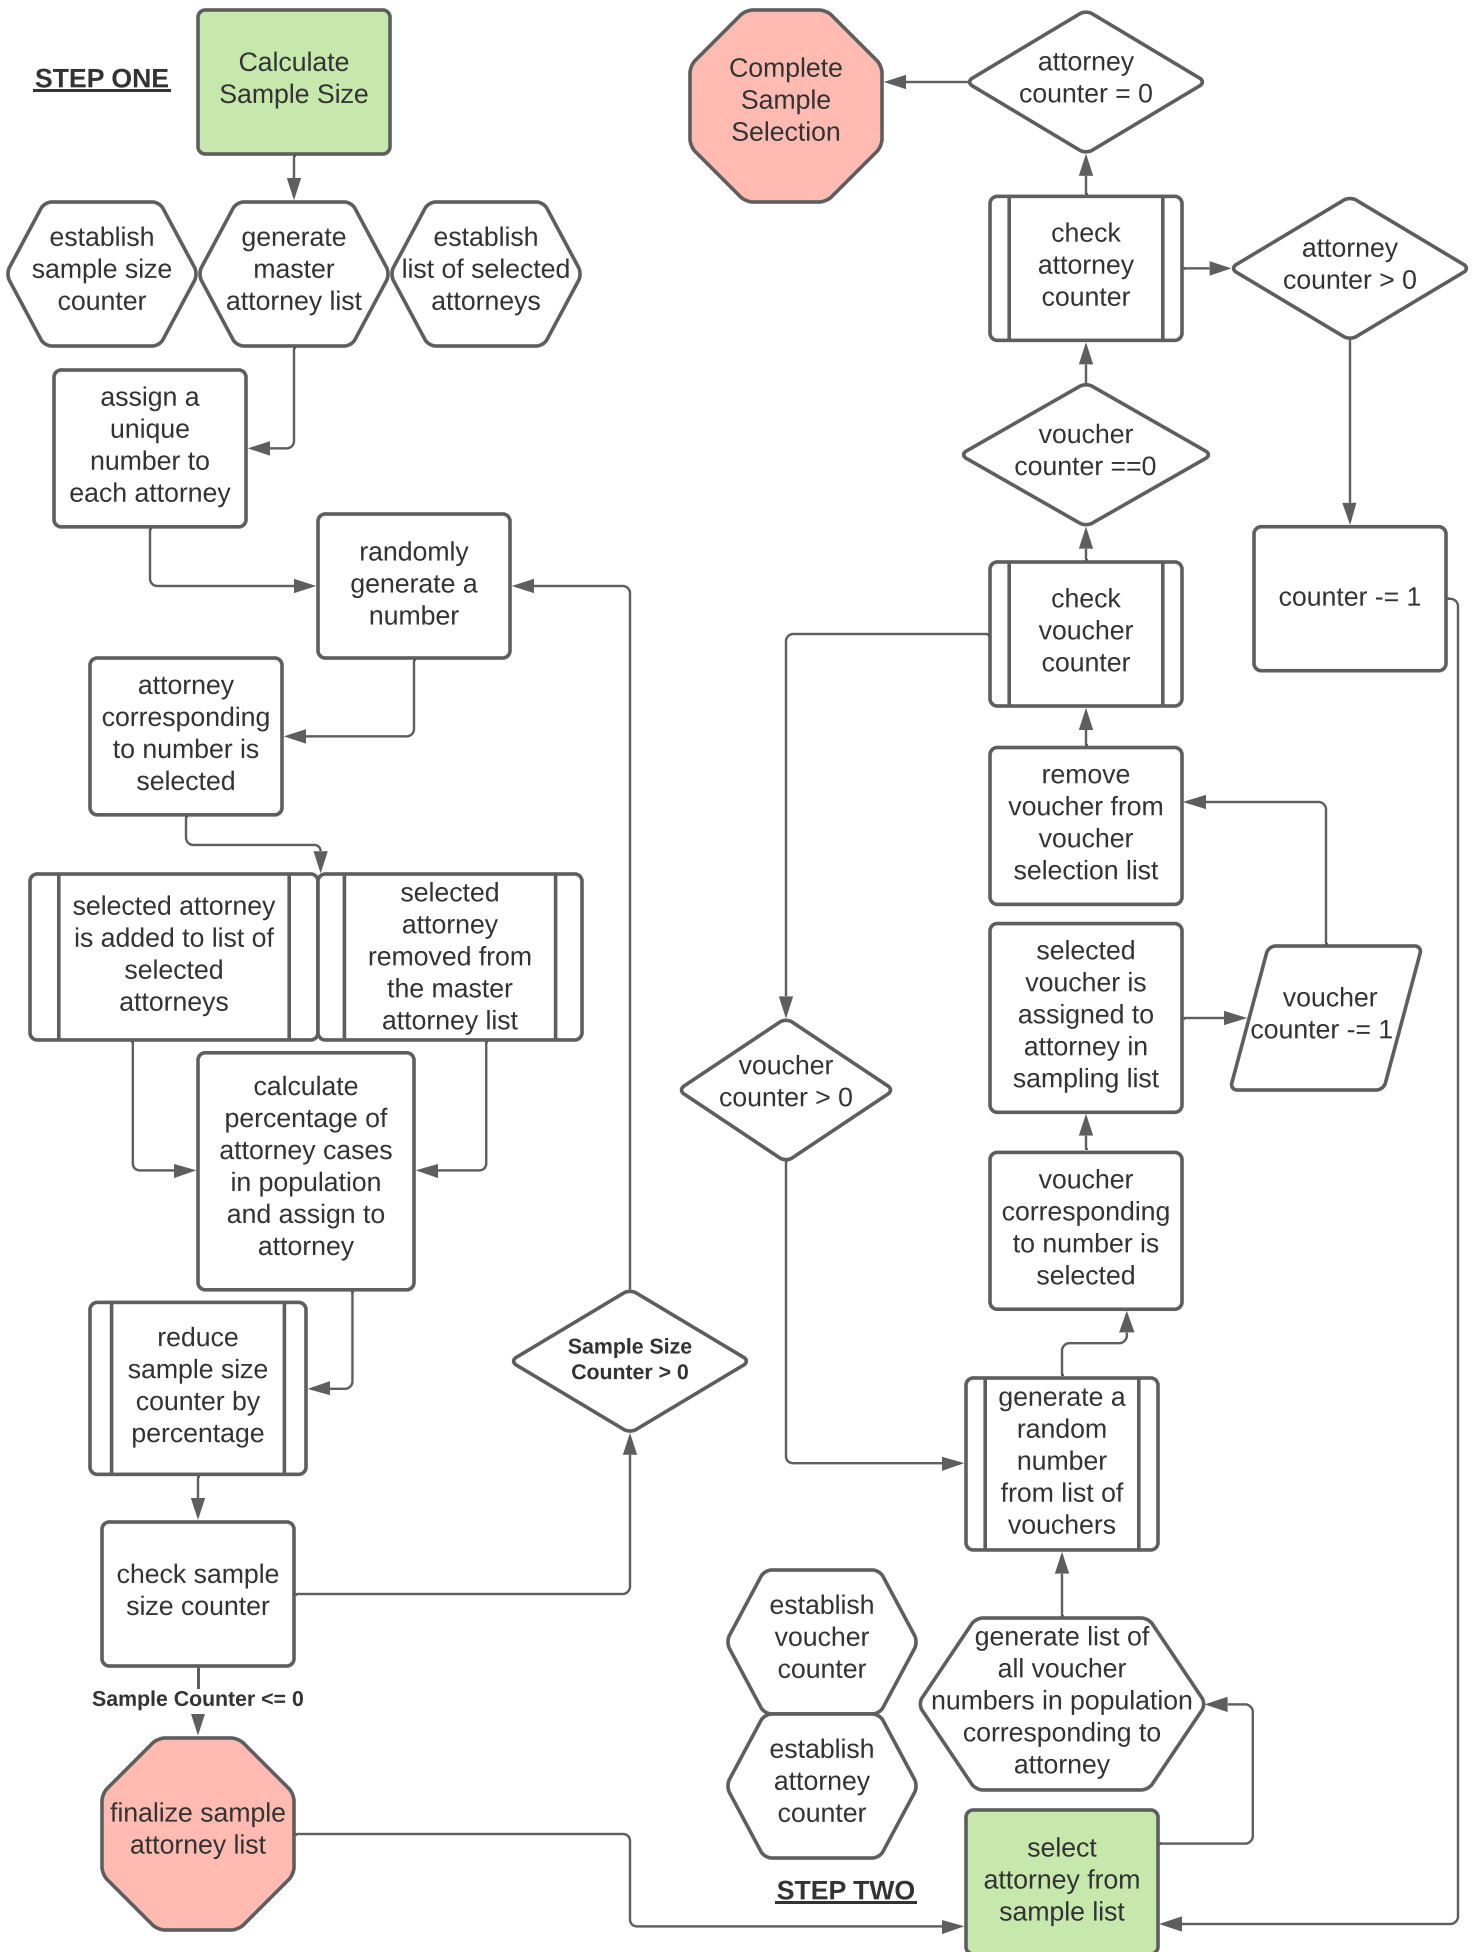 STEP ONE
Calculate
Sample Size
establish
sample size
counter
generate
master
attorney list
establish
list of selected
attorneys
assign a
unique
number to
each attorney
randomly
generate a
number
attorney
corresponding
to number is
selected
selected attorney
is added to list of
selected
attorneys
selected
attorney
removed from
the master
attorney list
calculate
percentage of
attorney cases
in population
and assign to
attorney
reduce
sample size
counter by
percentage
Sample Size
Counter > 0
check sample
size counter
Sample Counter <= 0
finalize sample
attorney list
STEP TWO
select
attorney from
sample list
establish
voucher
counter
establish
attorney
counter
generate list of
all voucher
numbers in population
corresponding to
attorney
generate a
random
number
from list of
vouchers
voucher
corresponding
to number is
selected
selected
voucher is
assigned to
attorney in
sampling list
voucher
counter -= 1
remove
voucher from
voucher
selection list
check
voucher
counter
voucher
counter > 0
voucher
counter ==0
check
attorney
counter
attorney
counter > 0
counter -= 1
attorney
counter = 0
Complete
Sample
Selection